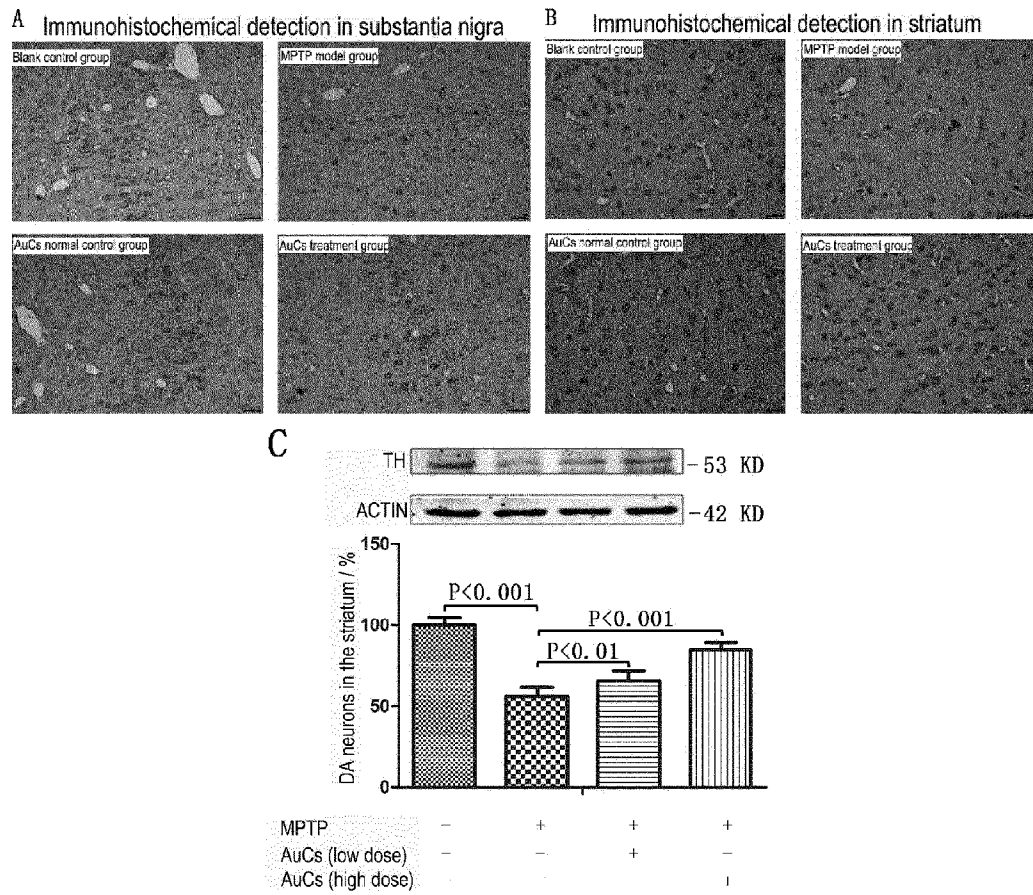 A Immunohistochemical detection in substantia nigra
B Immunohistochemical detection in striatum
Blank control group
MPTP model group
Blank control group
MPTP model group
AuCs normal control group
AuCs treatment group
AuCs normal control group
AuCs treatment group
C
TH
-53 KD
ACTIN
-42 KD
DA neurons in the striatum / %
150
100
50
0
P<0.001
P<0.001
P<0.01
MPTP - + + +
AuCs (low dose) - - + -
AuCs (high dose)